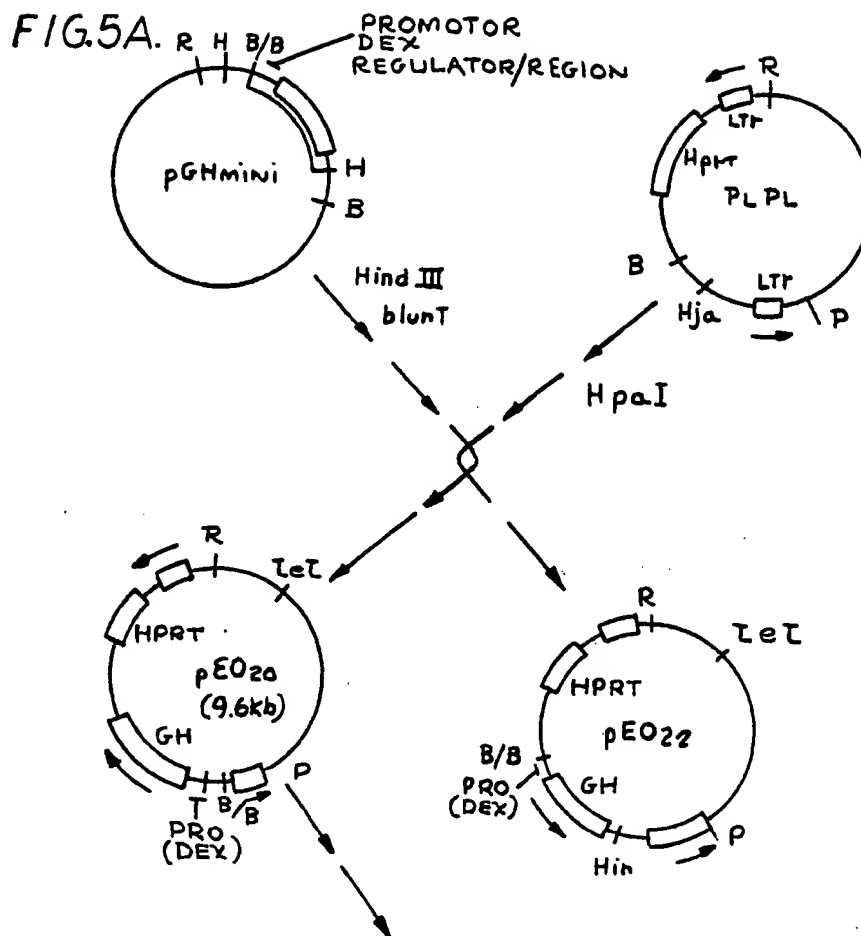 FIG.5A.
R H B/B
PROMOTOR
DEX
REGULATOR/REGION
pGHmini
H
B
R
LTr
HprT
PLPL
B
Hja
LTr
P
Hind III
blunT
HpaI
R
TeT
HPRT
pEO20
(9.6kb)
GH
T
B/B
P
PRO
(DEX)
R
TeT
HPRT
pEO22
B/B
PRO
(DEX)
GH
Hin
P